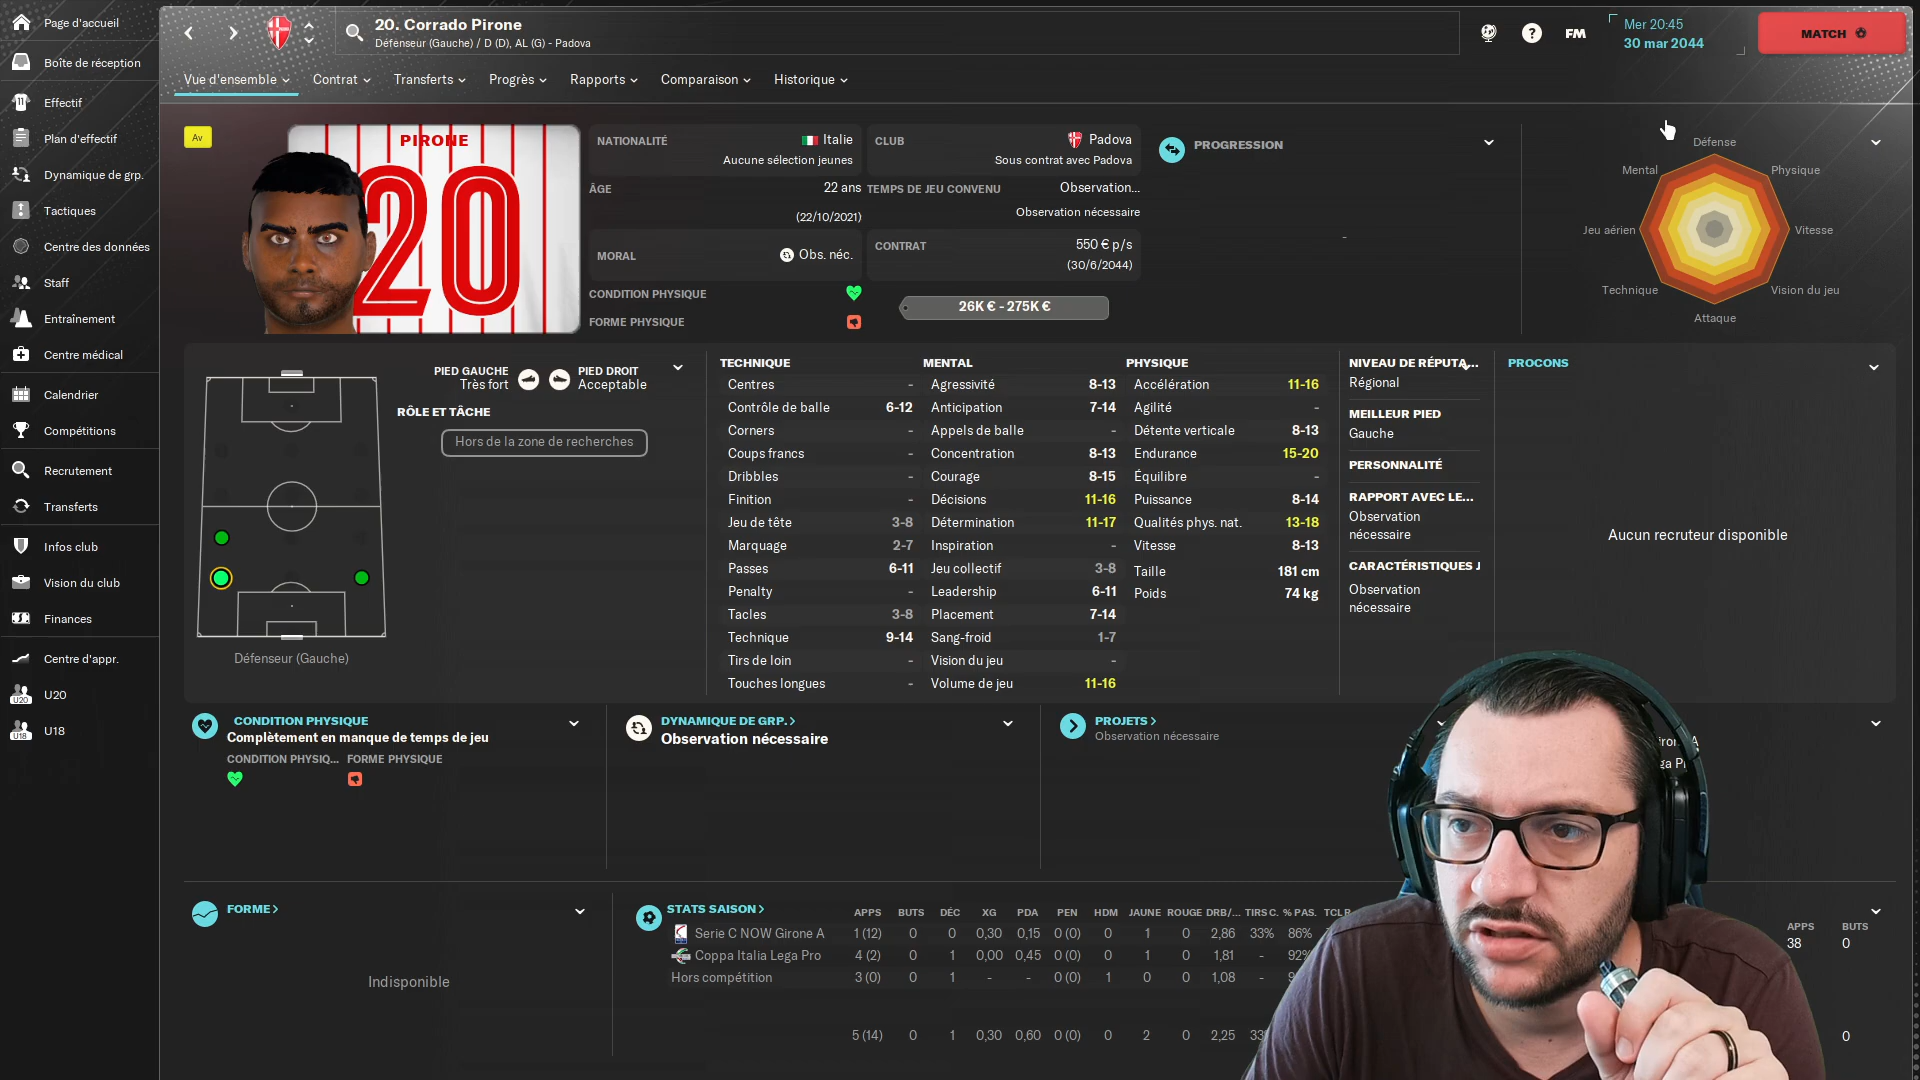 Page d'accueil
Boîte de réception
Effectif
Plan d'effectif
Dynamique de grp.
Tactiques
Centre des données
Staff
Entraînement
Centre médical
Calendrier
Compétitions
Recrutement
Transferts
Infos club
Vision du club
Finances
Centre d'appr.
U20
U20
U18
U18
20. Corrado Pirone
Défenseur (Gauche) / D (D), AL (G) - Padova
FM
Mer 20:45
30 mar 2044
MATCH
Vue d'ensemble
Contrat
Transferts
Progrès
Rapports
Comparaison
Historique
Av
PIRONE
20
NATIONALITÉ
Italie
Aucune sélection jeunes
ÂGE
22 ans
(22/10/2021)
MORAL
Obs. néc.
CONDITION PHYSIQUE
FORME PHYSIQUE
CLUB
Padova
Sous contrat avec Padova
TEMPS DE JEU CONVENU
Observation...
Observation nécessaire
CONTRAT
550 € p/s
(30/6/2044)
26K € - 275K €
PROGRESSION
-
Défense
Mental
Physique
Jeu aérien
Vitesse
Technique
Vision du jeu
Attaque
PIED GAUCHE
Très fort
PIED DROIT
Acceptable
RÔLE ET TÂCHE
Hors de la zone de recherches
Défenseur (Gauche)
TECHNIQUE
Centres -
Contrôle de balle 6-12
Corners -
Coups francs -
Dribbles -
Finition -
Jeu de tête 3-8
Marquage 2-7
Passes 6-11
Penalty -
Tacles 3-8
Technique 9-14
Tirs de loin -
Touches longues -
MENTAL
Agressivité 8-13
Anticipation 7-14
Appels de balle -
Concentration 8-13
Courage 8-15
Décisions 11-16
Détermination 11-17
Inspiration -
Jeu collectif 3-8
Leadership 6-11
Placement 7-14
Sang-froid 1-7
Vision du jeu -
Volume de jeu 11-16
PHYSIQUE
Accélération 11-16
Agilité -
Détente verticale 8-13
Endurance 15-20
Équilibre -
Puissance 8-14
Qualités phys. nat. 13-18
Vitesse 8-13
Taille 181 cm
Poids 74 kg
NIVEAU DE RÉPUTA...
Régional
MEILLEUR PIED
Gauche
PERSONNALITÉ
RAPPORT AVEC LE...
Observation
nécessaire
CARACTÉRISTIQUES J
Observation
nécessaire
PROCONS
Aucun recruteur disponible
CONDITION PHYSIQUE
Complètement en manque de temps de jeu
CONDITION PHYSIQ... FORME PHYSIQUE
DYNAMIQUE DE GRP. >
Observation nécessaire
PROJETS >
Observation nécessaire
FORME >
Indisponible
STATS SAISON > APPS BUTS DÉC XG PDA PEN HDM JAUNE ROUGE DRB/... TIRS C. % PAS.
Serie C NOW Girone A 1 (12) 0 0 0,30 0,15 0 (0) 0 1 0 2,86 33% 86%
Coppa Italia Lega Pro 4 (2) 0 1 0,00 0,45 0 (0) 0 1 0 1,81 - 92%
Hors compétition 3 (0) 0 1 - - 0 (0) 1 0 0 1,08 -
5 (14) 0 1 0,30 0,60 0 (0) 0 2 0 2,25
APPS BUTS
38 0
0